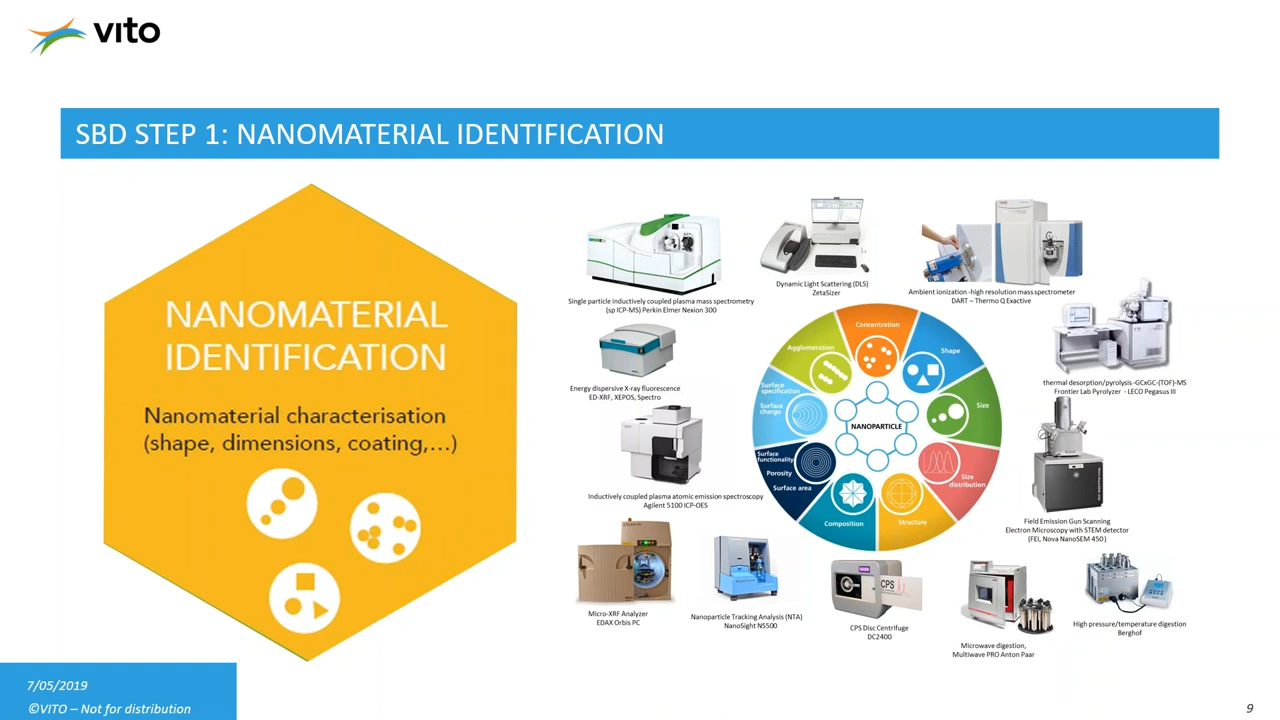 vito
SBD STEP 1: NANOMATERIAL IDENTIFICATION
NANOMATERIAL
IDENTIFICATION
Nanomaterial characterisation
(shape, dimensions, coating,...)
Single particle inductively coupled plasma mass spectrometry
(sp ICP-MS) Perkin Elmer Nexion 300
Dynamic Light Scattering (DLS)
ZetaSizer
Ambient ionization -high resolution mass spectrometer
DART – Thermo Q Exactive
Energy dispersive X-ray fluorescence
ED-XRF, XEPOS, Spectro
thermal desorption/pyrolysis -GCxGC-(TOF)-MS
Frontier Lab Pyrolyzer - LECO Pegasus III
Inductively coupled plasma atomic emission spectroscopy
Agilent 5100 ICP-OES
Field Emission Gun Scanning
Electron Microscopy with STEM detector
(FEI, Nova NanoSEM 450)
Micro-XRF Analyzer
EDAX Orbis PC
Nanoparticle Tracking Analysis (NTA)
NanoSight NS500
CPS
CPS Disc Centrifuge
DC2400
Microwave digestion,
Multiwave PRO Anton Paar
High pressure/temperature digestion
Berghof
NANOPARTICLE
Concentration
Shape
Size
Size
distribution
Structure
Composition
Surface
functionality
Porosity
Surface area
Surface
specification
Surface
charge
Agglomeration
7/05/2019
©VITO – Not for distribution
9